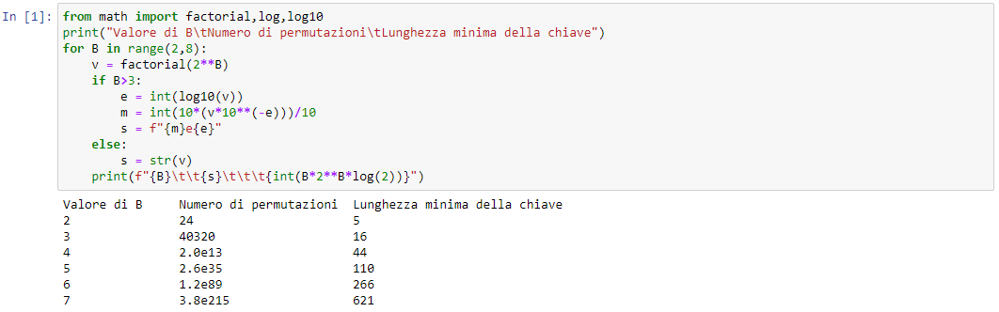 In [1]: from math import factorial,log,log10
print("Valore di B\tNumero di permutazioni\tLunghezza minima della chiave")
for B in range(2,8):
    v = factorial(2**B)
    if B>3:
        e = int(log10(v))
        m = int(10*(v*10**(-e)))/10
        s = f"{m}e{e}"
    else:
        s = str(v)
    print(f"{B}\t\t{s}\t\t\t{int(B*2**B*log(2))}")
Valore di B Numero di permutazioni Lunghezza minima della chiave
2 24 5
3 40320 16
4 2.0e13 44
5 2.6e35 110
6 1.2e89 266
7 3.8e215 621